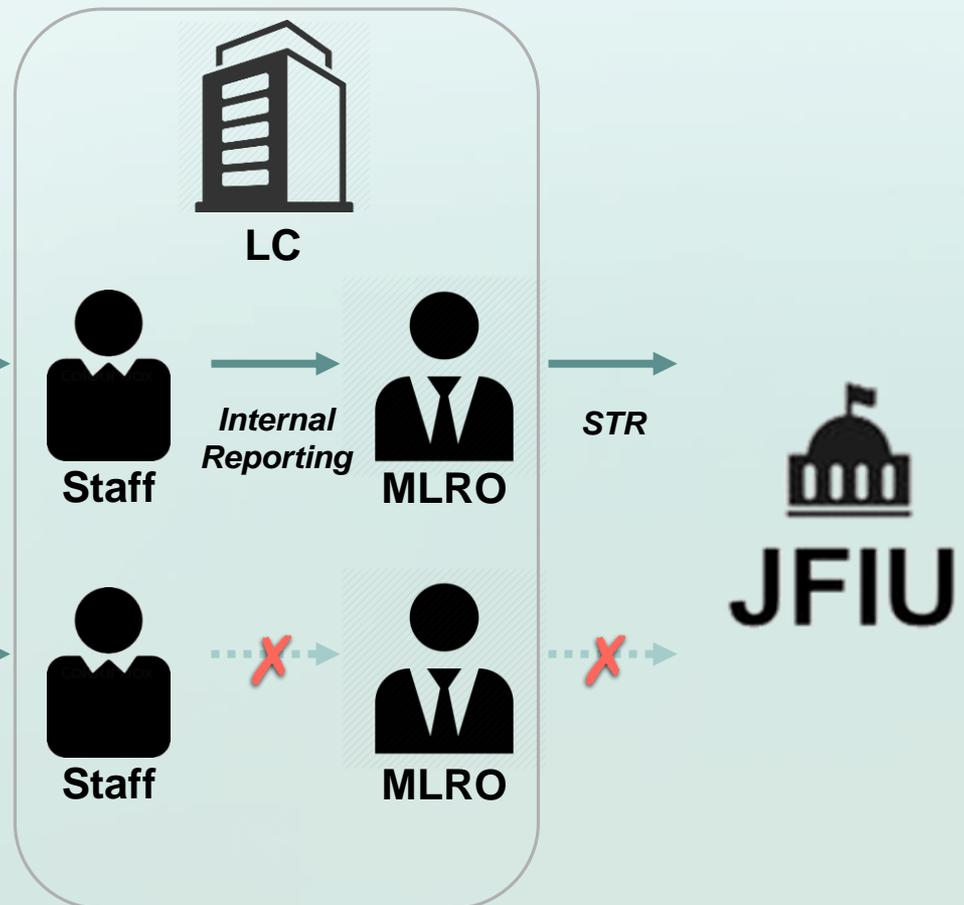 LC
Internal
Reporting
STR
Staff
MLRO
JFIU
Staff
MLRO